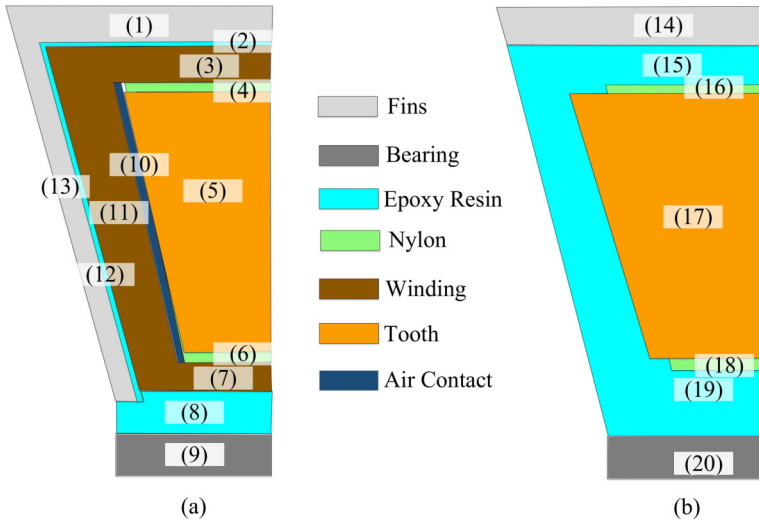 (1)
(2)
(3)
(4)
(10)
(5)
(13)
(11)
(12)
(6)
(7)
(8)
(9)
(a)
Fins
Bearing
Epoxy Resin
Nylon
Winding
Tooth
Air Contact
(14)
(15)
(16)
(17)
(18)
(19)
(20)
(b)